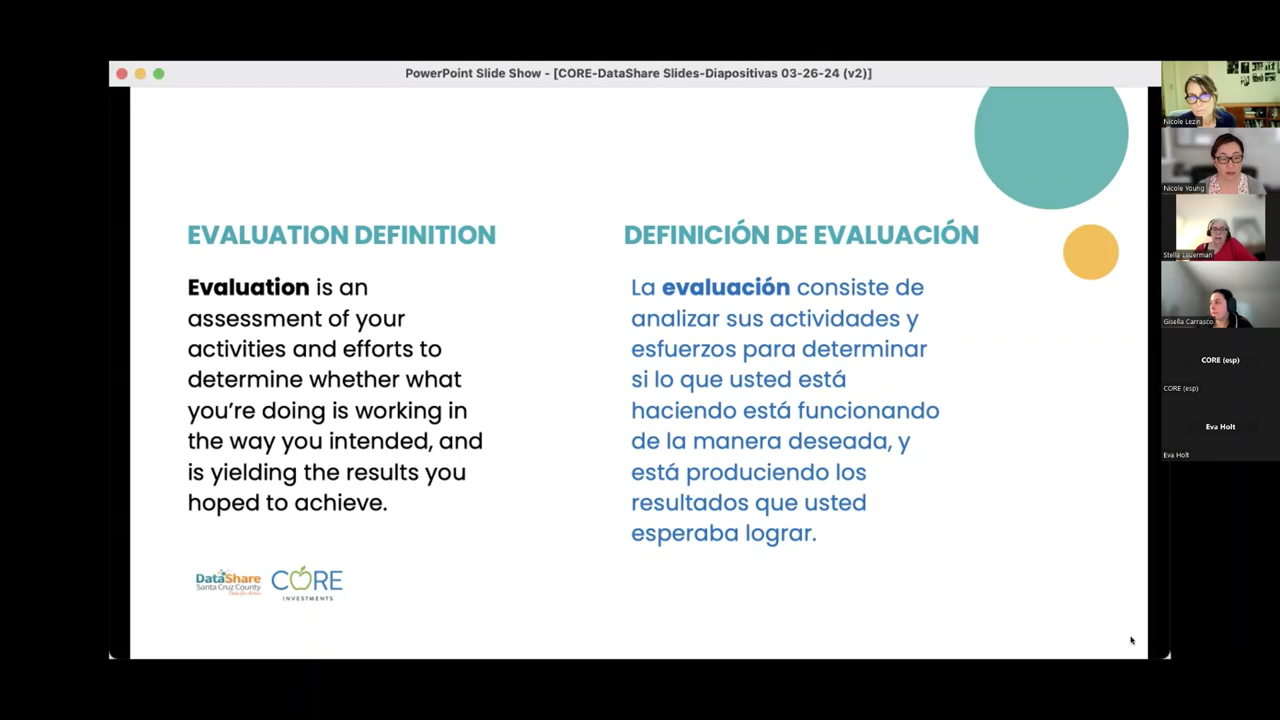 PowerPoint Slide Show - [CORE-DataShare Slides-Diapositivas 03-26-24 (v2)]
EVALUATION DEFINITION
Evaluation is an
assessment of your
activities and efforts to
determine whether what
you’re doing is working in
the way you intended, and
is yielding the results you
hoped to achieve.
DEFINICIÓN DE EVALUACIÓN
La evaluación consiste de
analizar sus actividades y
esfuerzos para determinar
si lo que usted está
haciendo está funcionando
de la manera deseada, y
está produciendo los
resultados que usted
esperaba lograr.
DataShare
Santa Cruz County
CORE
INVESTMENTS
Nicole Lezin
Nicole Young
Stella Lauerman
Gisella Carrasco
CORE (esp)
CORE (esp)
Eva Holt
Eva Holt